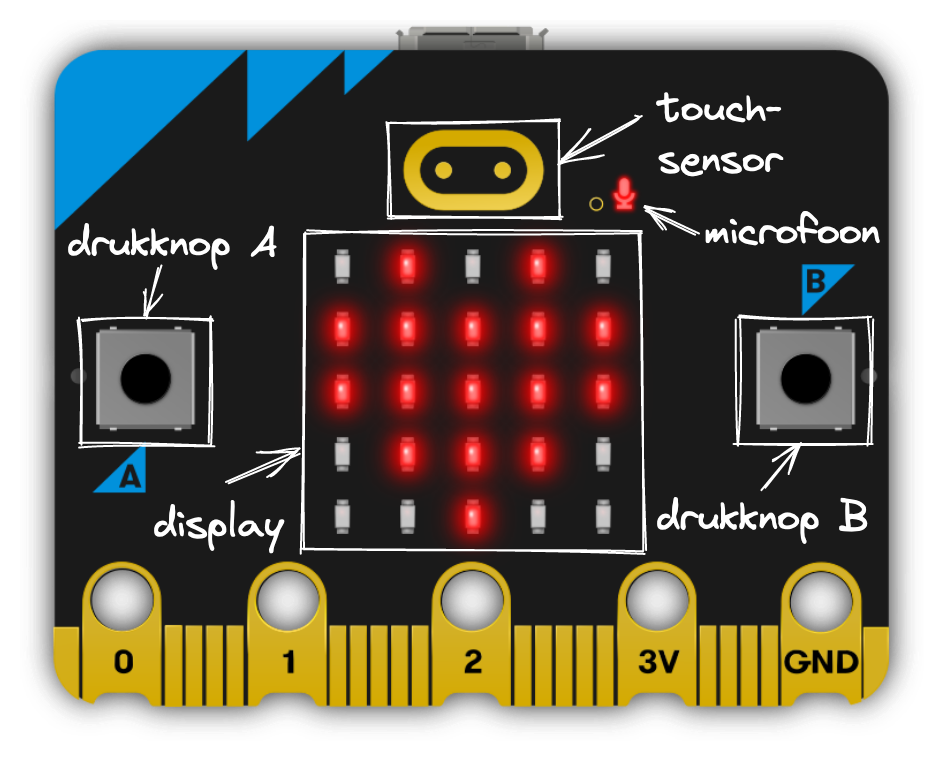 touch-
sensor
microfoon
drukknop A
B
A
display
drukknop B
0 1 2 3V GND